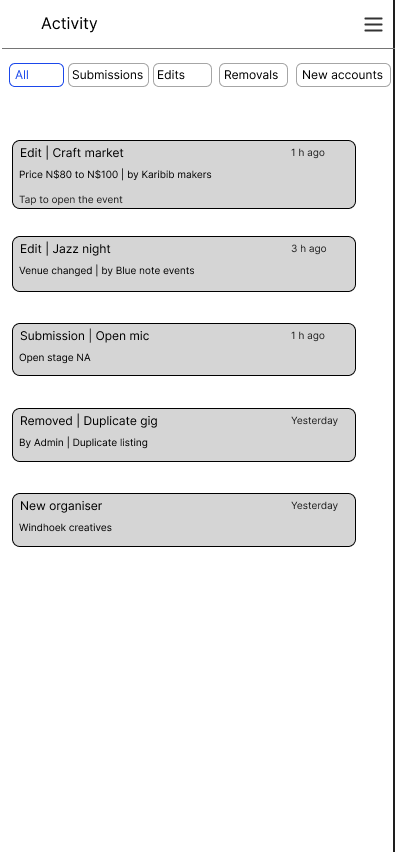 Activity
All
Submissions
Edits
Removals
New accounts
Edit | Craft market
1 h ago
Price N$80 to N$100 | by Karibib makers
Tap to open the event
Edit | Jazz night
3 h ago
Venue changed | by Blue note events
Submission | Open mic
1 h ago
Open stage NA
Removed | Duplicate gig
Yesterday
By Admin | Duplicate listing
New organiser
Yesterday
Windhoek creatives